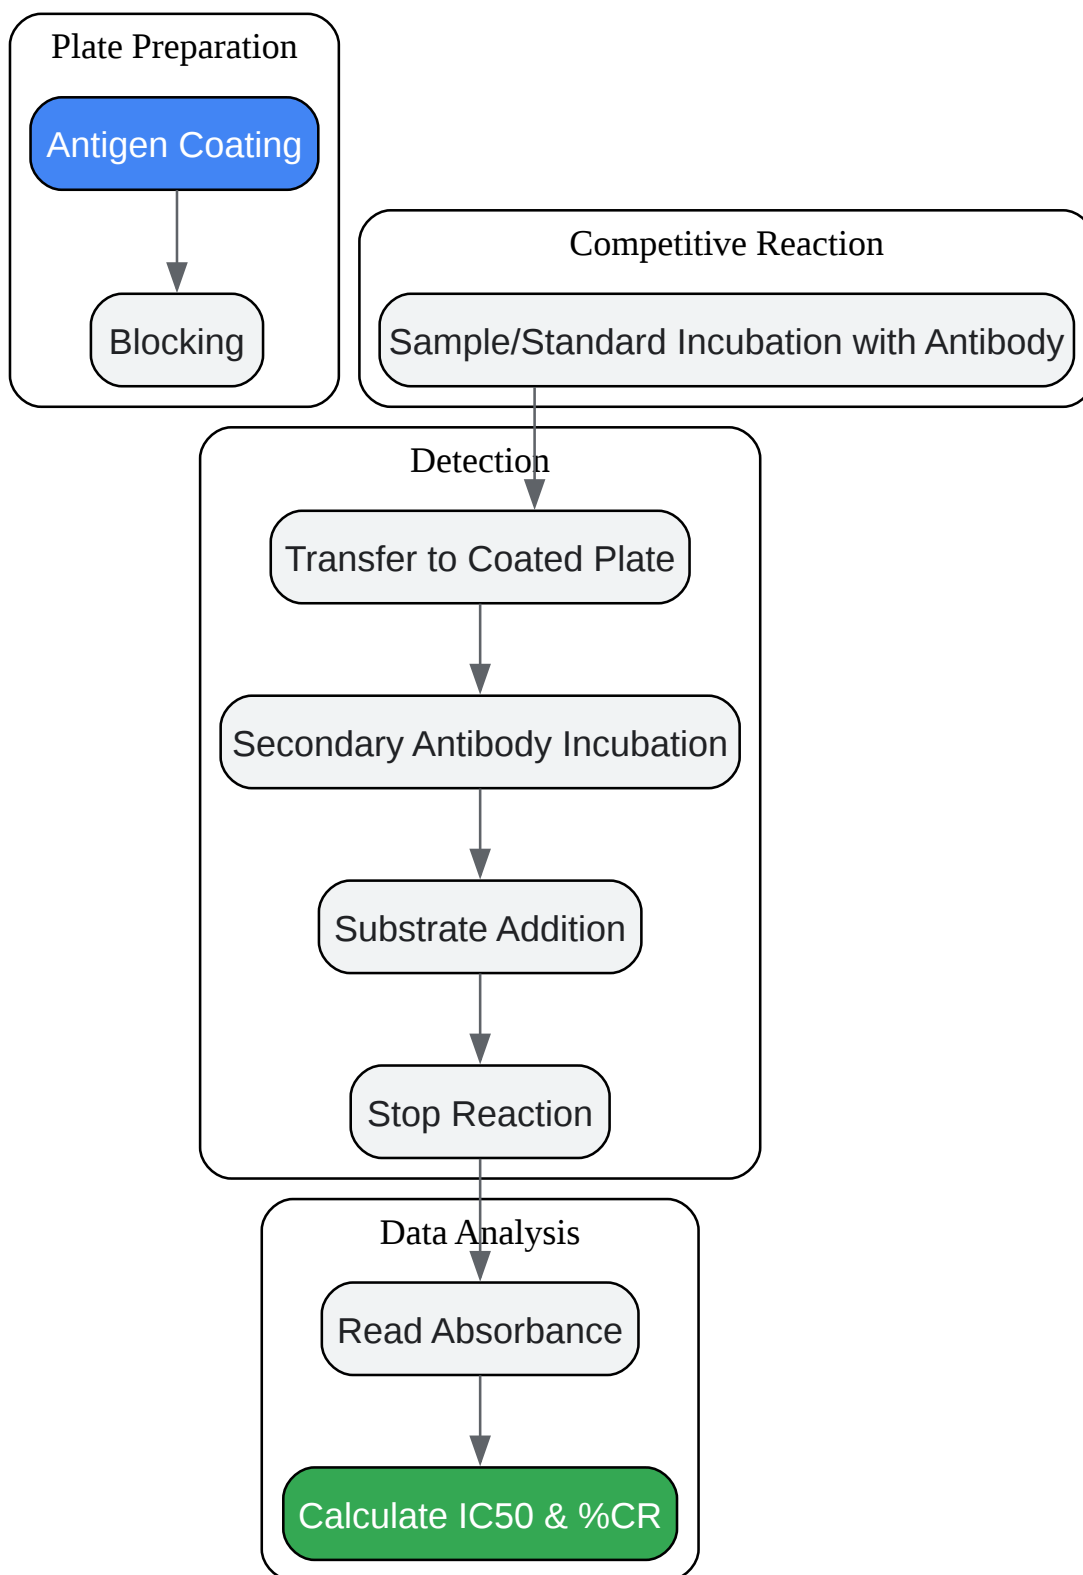 Plate Preparation
Antigen Coating
Blocking
Competitive Reaction
Sample/Standard Incubation with Antibody
Detection
Transfer to Coated Plate
Secondary Antibody Incubation
Substrate Addition
Stop Reaction
Data Analysis
Read Absorbance
Calculate IC50 & %CR